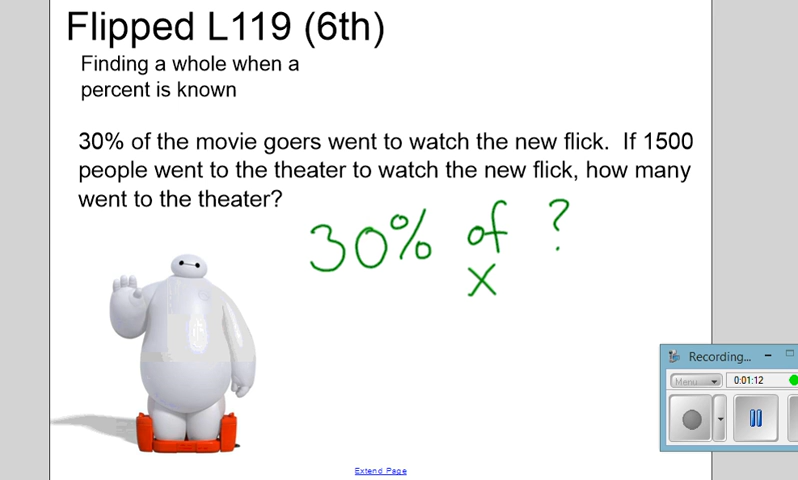 Flipped L119 (6th)
Finding a whole when a
percent is known
30% of the movie goers went to watch the new flick. If 1500
people went to the theater to watch the new flick, how many
went to the theater?
30% of ?
x
Recording...
Menu
0:01:12
Extend Page